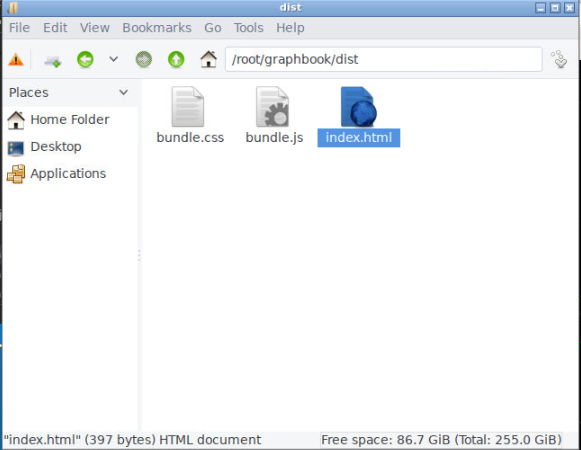 dist
File Edit View Bookmarks Go Tools Help
/root/graphbook/dist
Places
Home Folder
Desktop
Applications
bundle.css bundle.js index.html
"index.html" (397 bytes) HTML document Free space: 86.7 GiB (Total: 255.0 GiB)